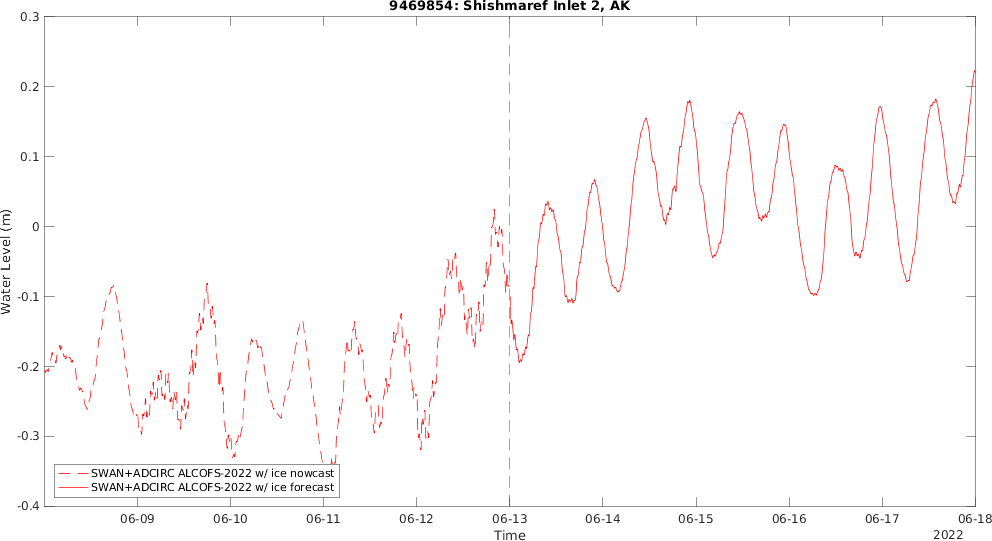 9469854: Shishmaref Inlet 2, AK
0.3
0.2
0.1
0
-0.1
-0.2
-0.3
-0.4
Water Level (m)
SWAN+ADCIRC ALCOFS-2022 w/ ice nowcast
SWAN+ADCIRC ALCOFS-2022 w/ ice forecast
06-09 06-10 06-11 06-12 06-13 06-14 06-15 06-16 06-17 06-18
Time
2022